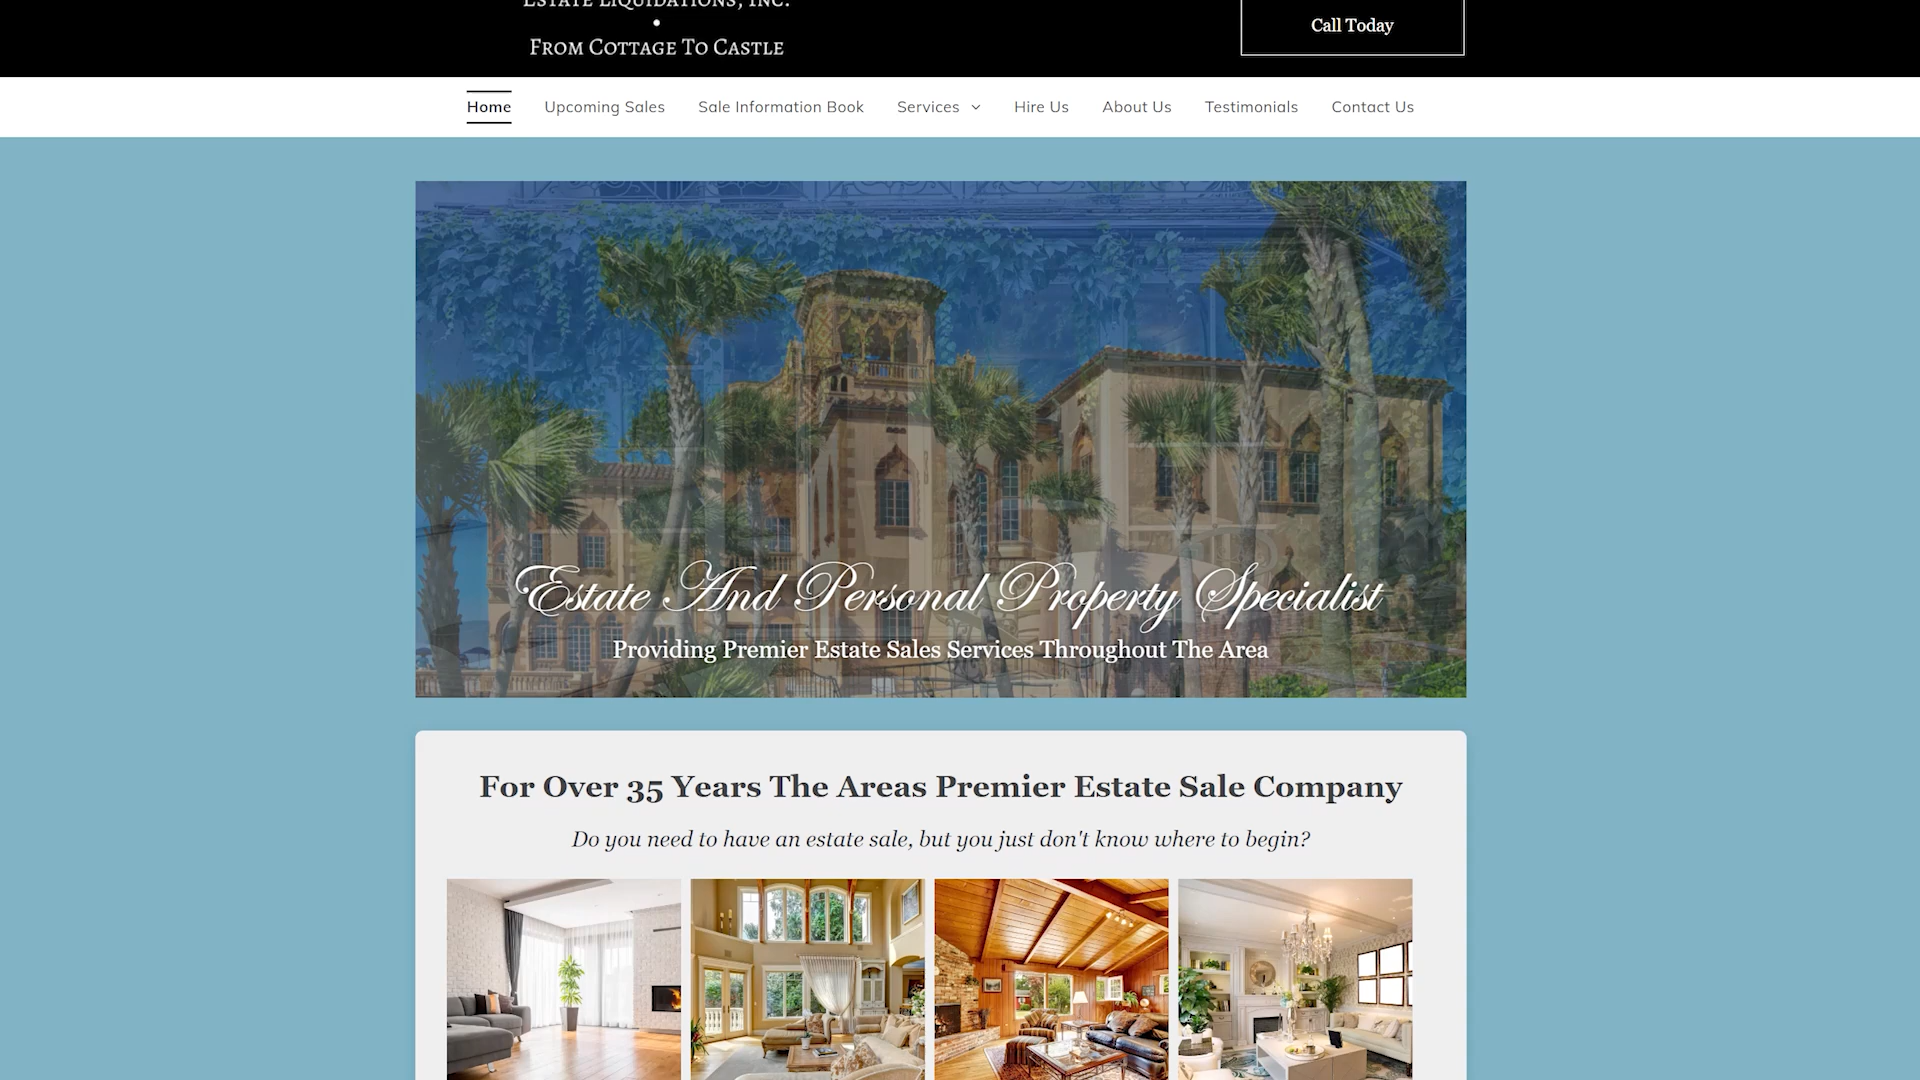 Estate Liquidations, Inc.
•
From Cottage To Castle
Call Today
Home
Upcoming Sales
Sale Information Book
Services
Hire Us
About Us
Testimonials
Contact Us
Estate And Personal Property Specialist
Providing Premier Estate Sales Services Throughout The Area
For Over 35 Years The Areas Premier Estate Sale Company
Do you need to have an estate sale, but you just don't know where to begin?